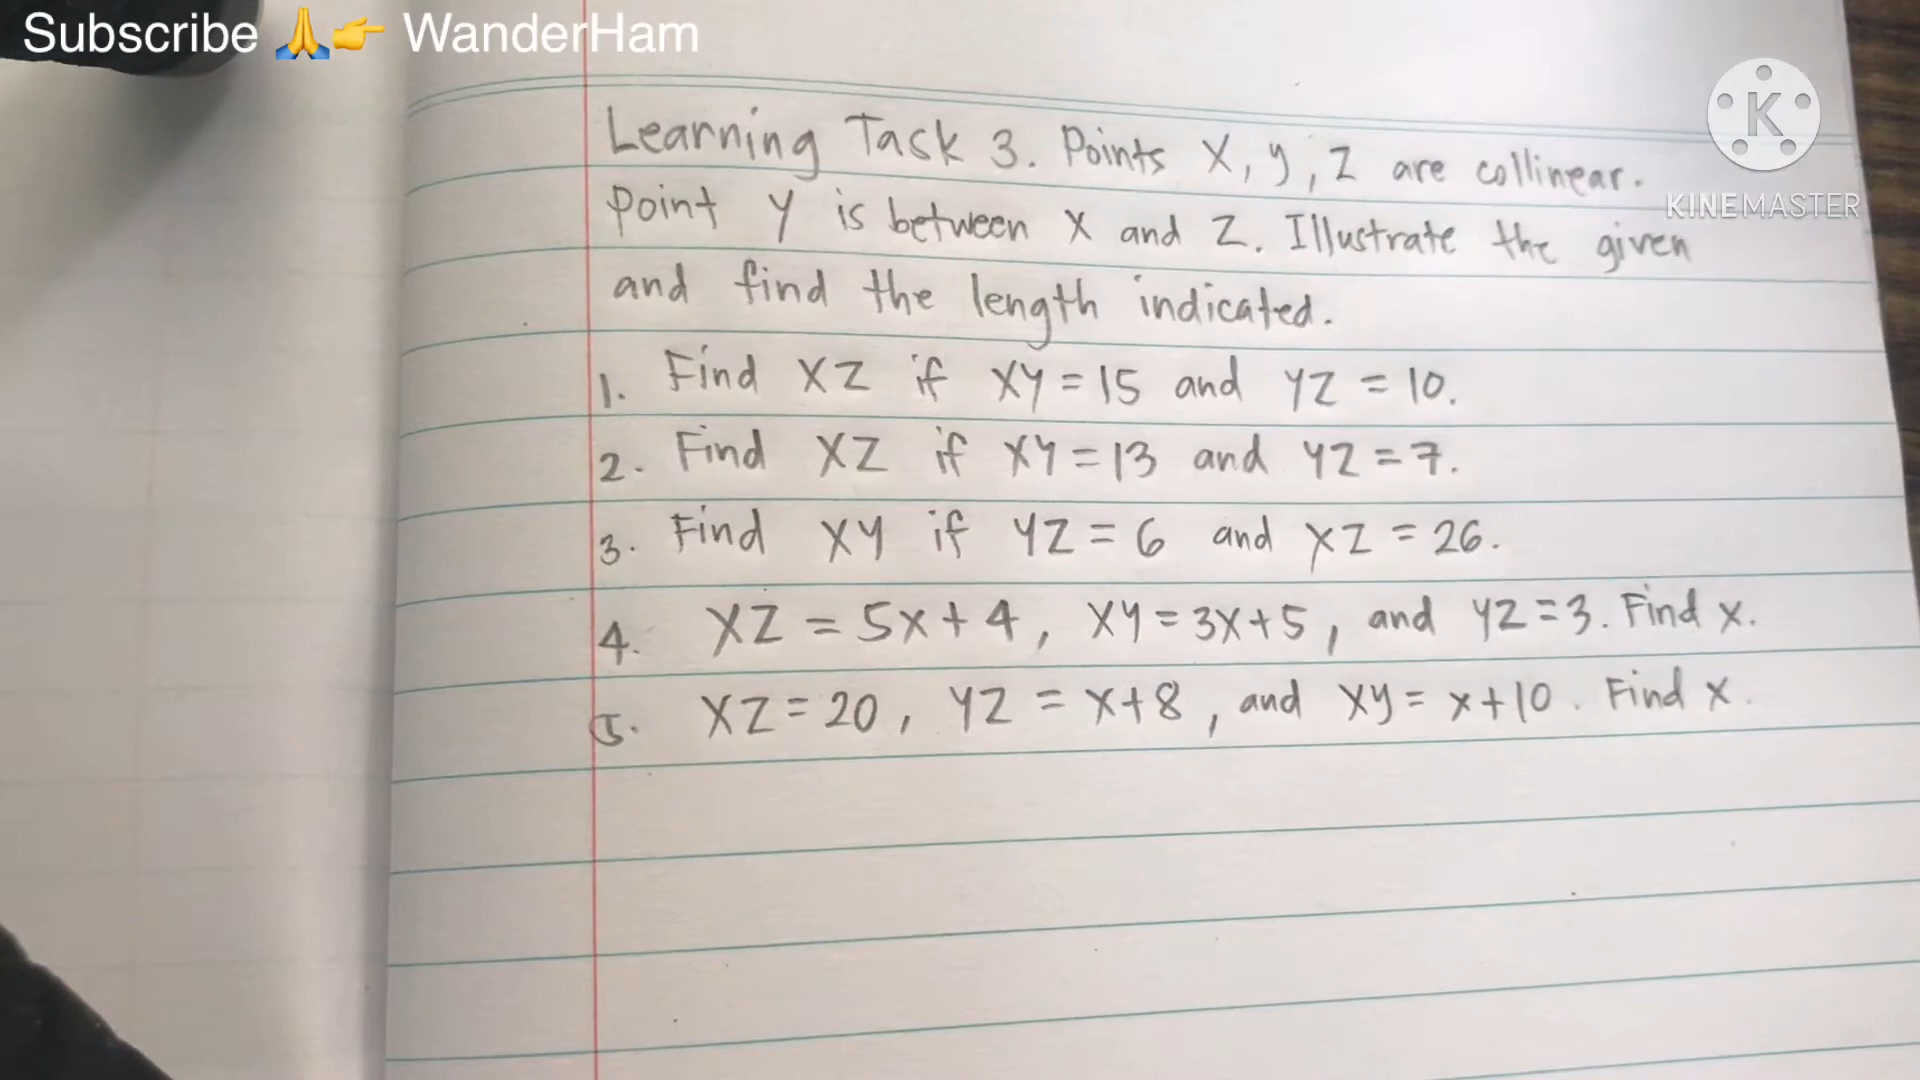 Subscribe 🙏👉 WanderHam
K
KINEMASTER
Learning Task 3. Points X, Y, Z are collinear.
Point Y is between X and Z. Illustrate the given
and find the length indicated.
1. Find XZ if XY = 15 and YZ = 10.
2. Find XZ if XY = 13 and YZ = 7.
3. Find XY if YZ = 6 and XZ = 26.
4. XZ = 5x + 4, XY = 3x + 5, and YZ = 3. Find x.
5. XZ = 20, YZ = x + 8, and XY = x + 10. Find x.